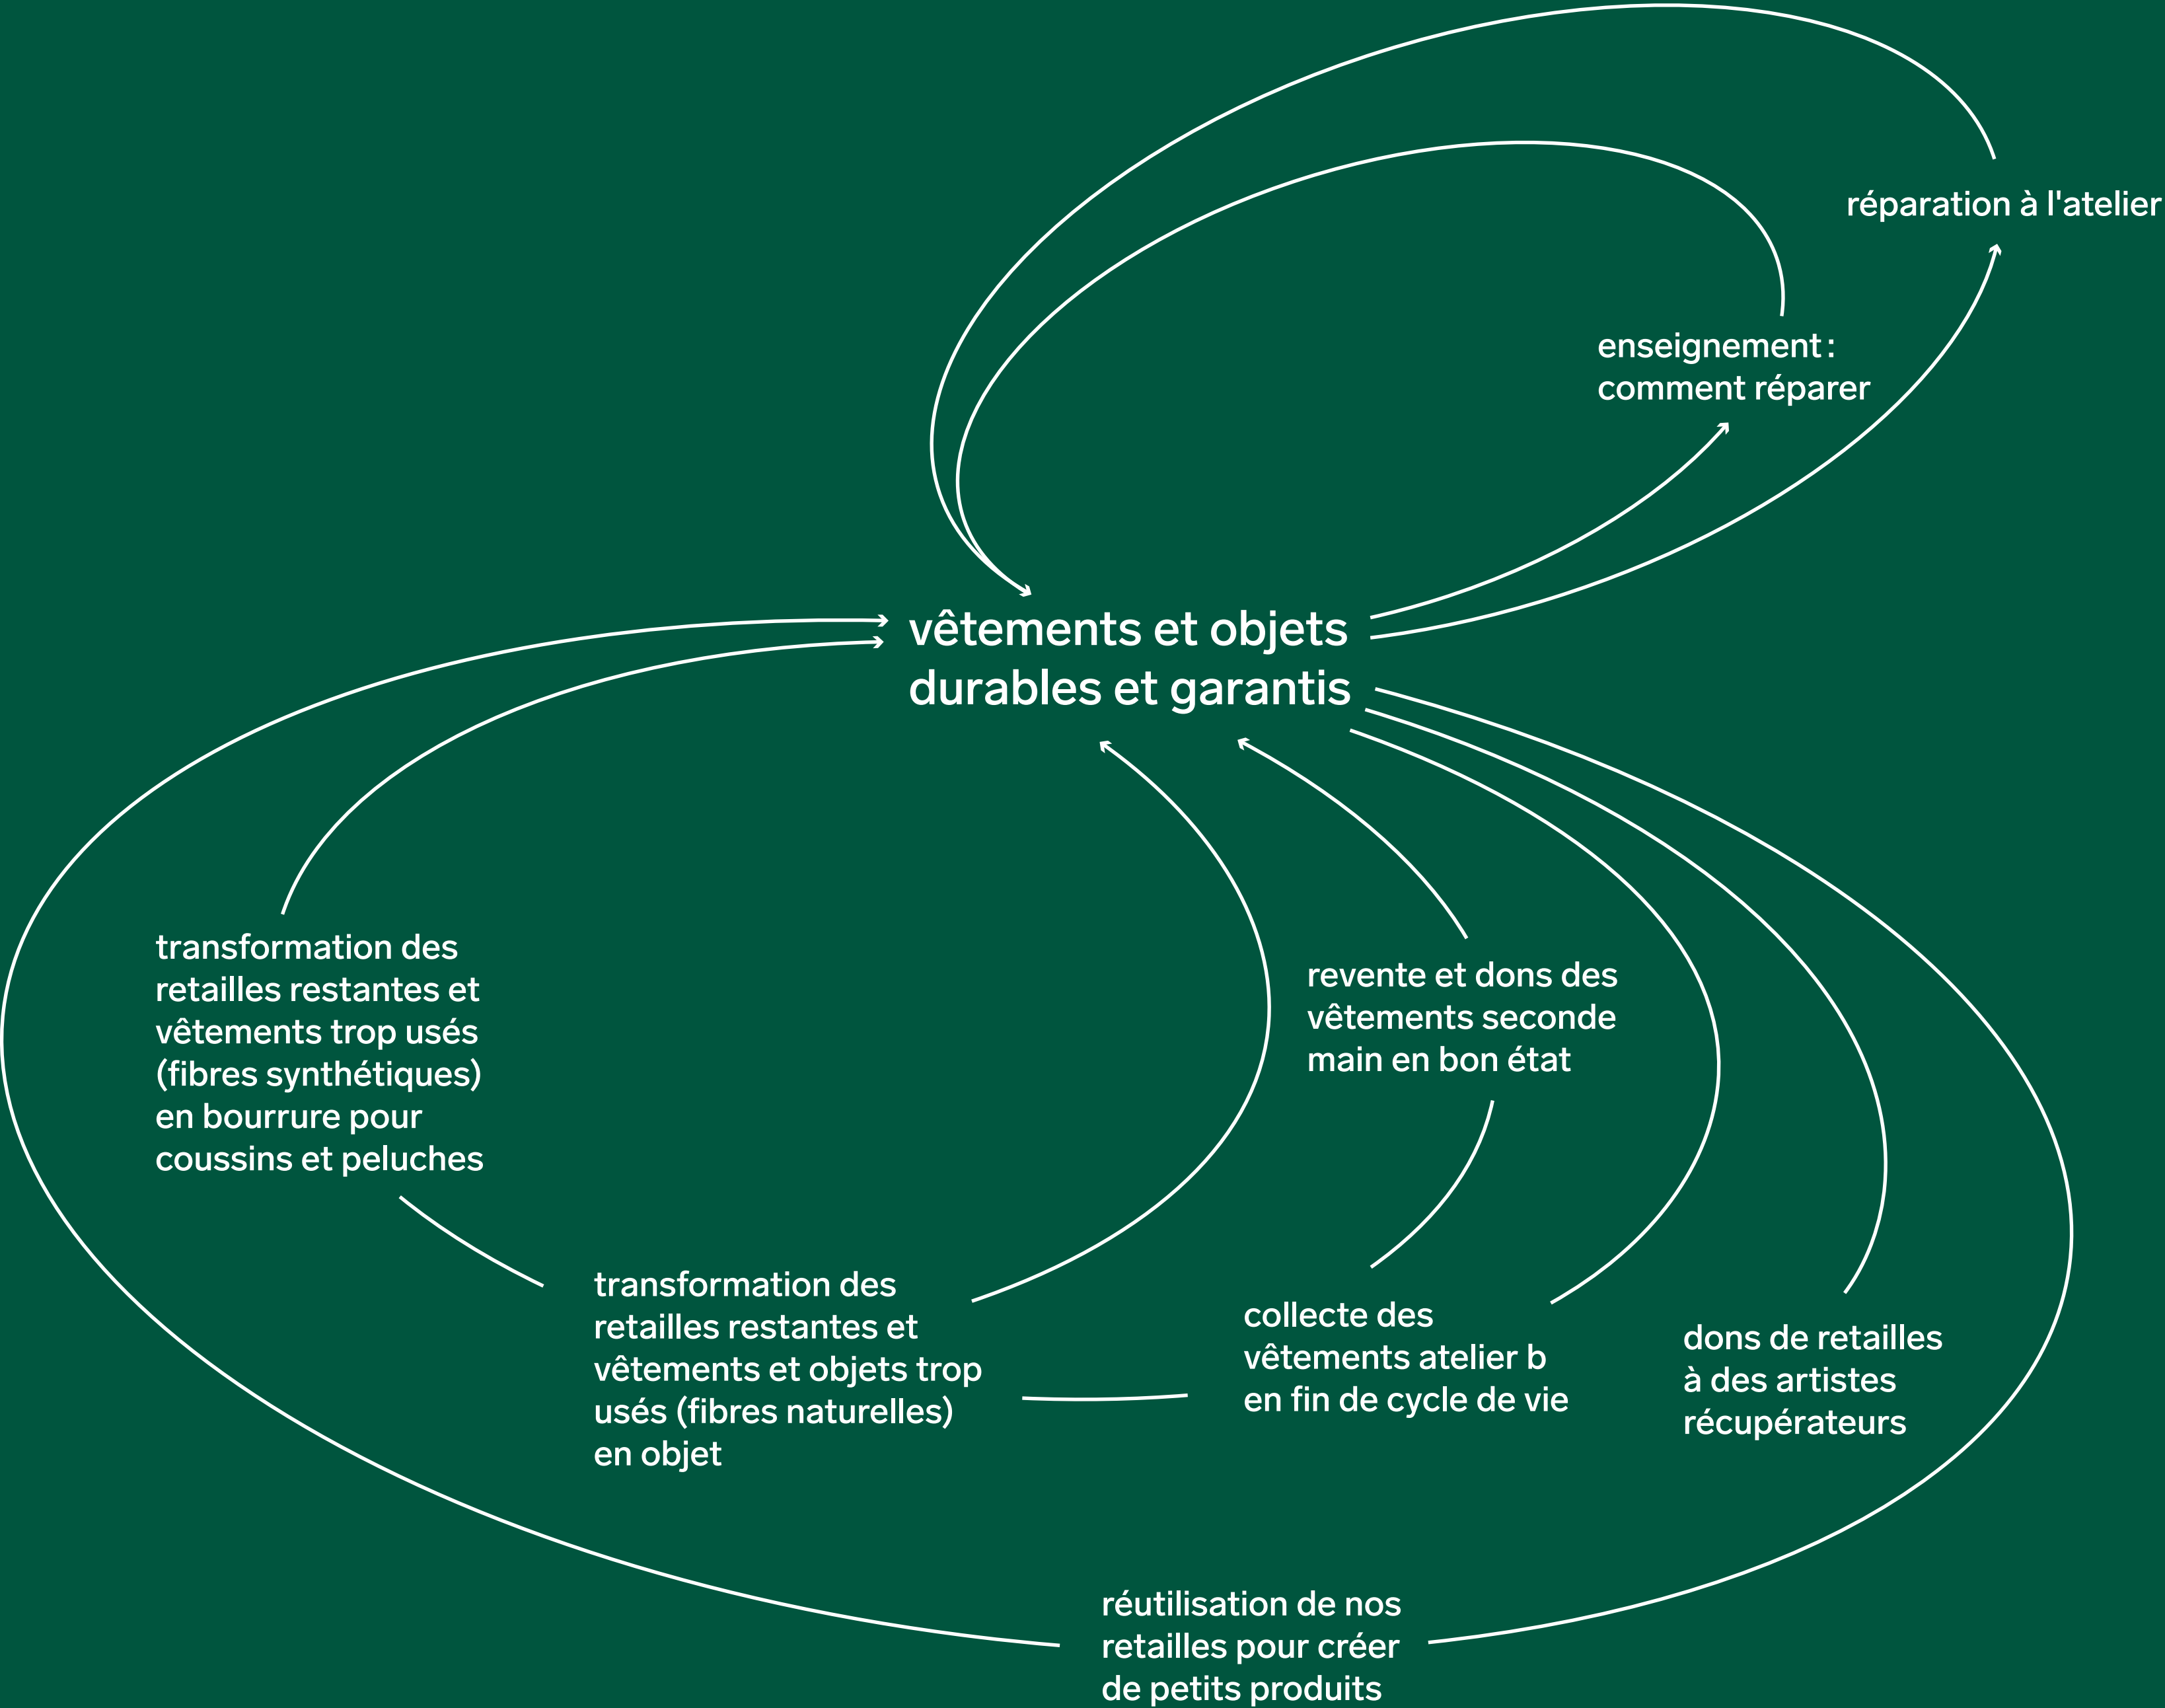 réparation à l'atelier
enseignement :
comment réparer
vêtements et objets
durables et garantis
transformation des
retailles restantes et
vêtements trop usés
(fibres synthétiques)
en bourrure pour
coussins et peluches
revente et dons des
vêtements seconde
main en bon état
transformation des
retailles restantes et
vêtements et objets trop
usés (fibres naturelles)
en objet
collecte des
vêtements atelier b
en fin de cycle de vie
dons de retailles
à des artistes
récupérateurs
réutilisation de nos
retailles pour créer
de petits produits